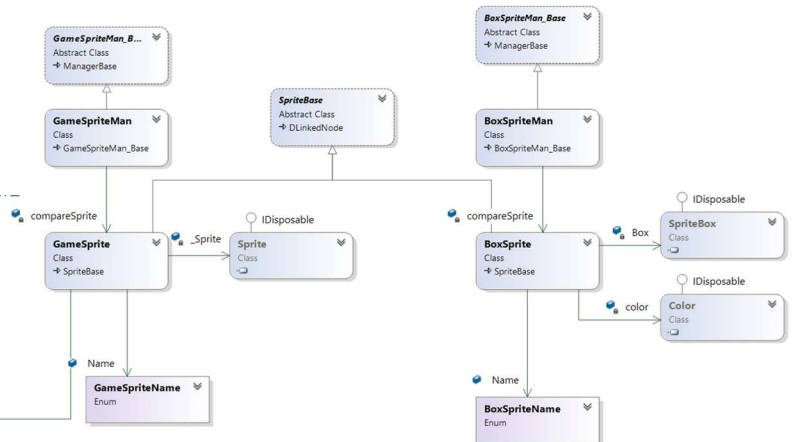 GameSpriteMan_B...
Abstract Class
ManagerBase
BoxSpriteMan_Base
Abstract Class
ManagerBase
SpriteBase
Abstract Class
DLinkedNode
GameSpriteMan
Class
GameSpriteMan_Base
BoxSpriteMan
Class
BoxSpriteMan_Base
compareSprite
compareSprite
GameSprite
Class
SpriteBase
_Sprite
IDisposable
Sprite
Class
BoxSprite
Class
SpriteBase
Box
IDisposable
SpriteBox
Class
color
IDisposable
Color
Class
Name
GameSpriteName
Enum
Name
BoxSpriteName
Enum